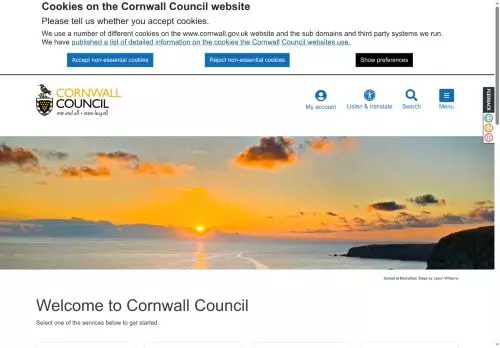 Cookies on the Cornwall Council website
Please tell us whether you accept cookies.
We use a number of different cookies on the www.cornwall.gov.uk website and the sub domains and third party systems we run.
We have published a list of detailed information on the cookies the Cornwall Council websites use.
Accept non-essential cookies
Reject non-essential cookies
Show preferences
CORNWALL
COUNCIL
one and all • onen hag oll
My account
Listen & translate
Search
Menu
FEEDBACK
Sunset at Bedruthan Steps by Jason Williams
Welcome to Cornwall Council
Select one of the services below to get started.